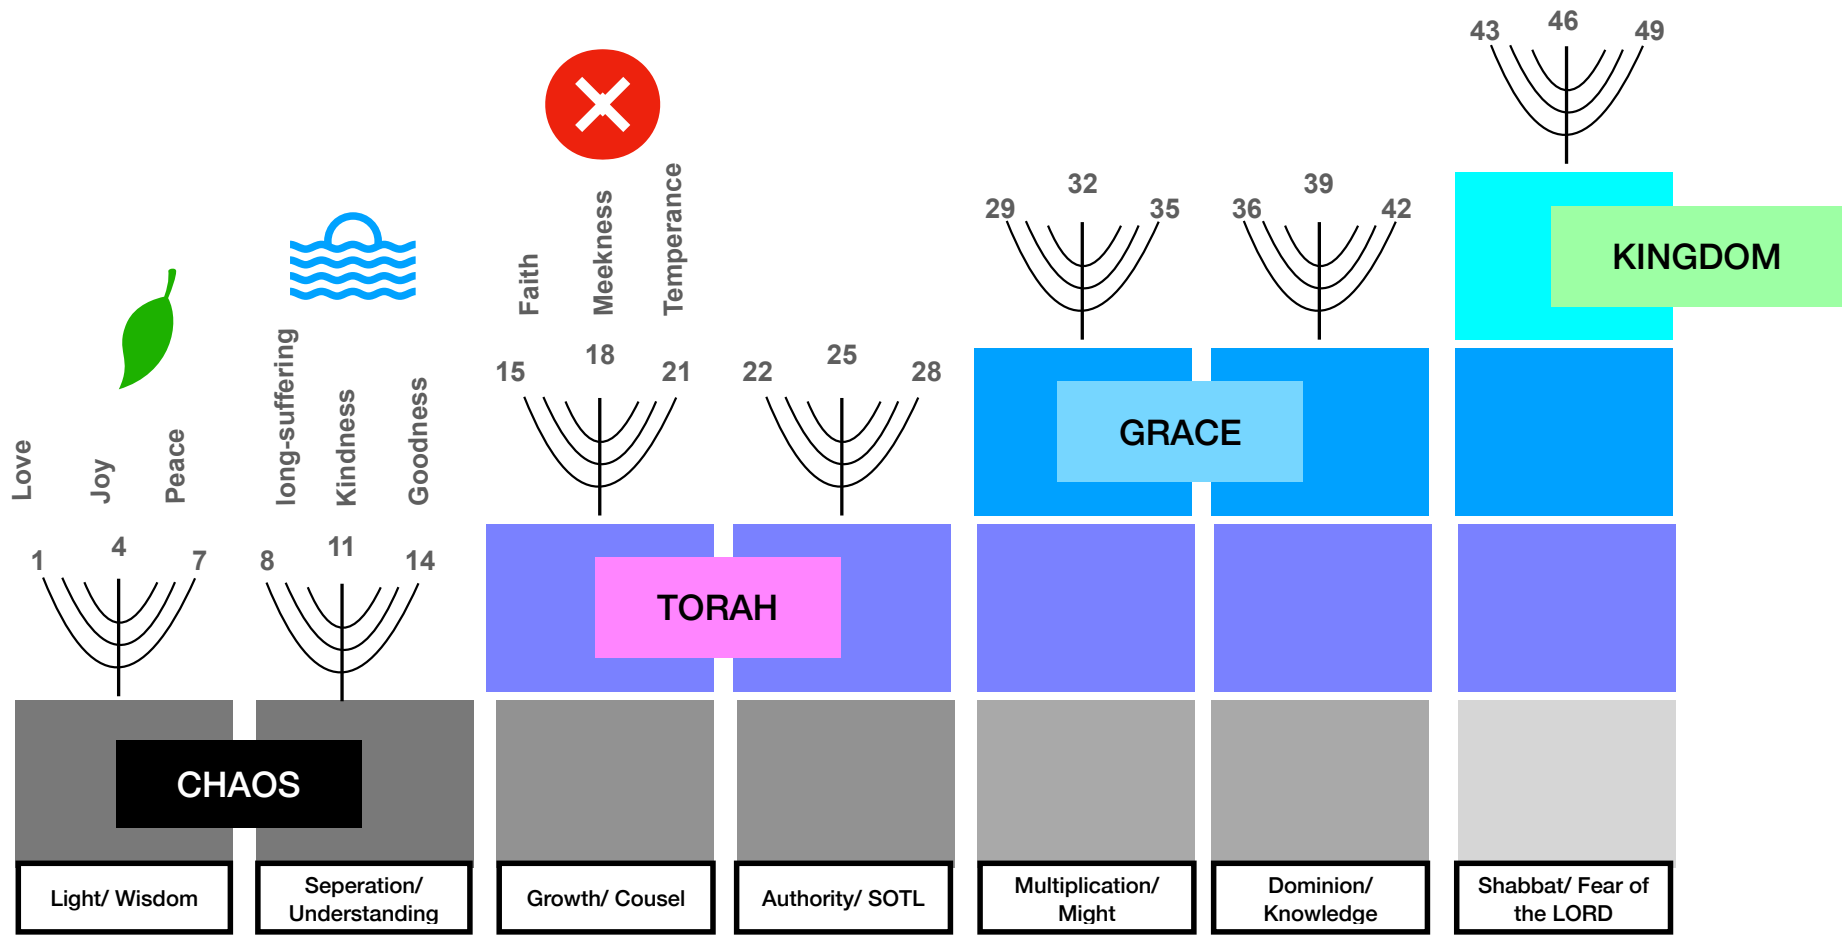 43
46
49
KINGDOM
29
32
35
36
39
42
GRACE
Faith
Meekness
Temperance
15
18
21
22
25
28
TORAH
long-suffering
Kindness
Goodness
8
11
14
Love
Joy
Peace
1
4
7
CHAOS
Light/ Wisdom
Seperation/
Understanding
Growth/ Cousel
Authority/ SOTL
Multiplication/
Might
Dominion/
Knowledge
Shabbat/ Fear of
the LORD